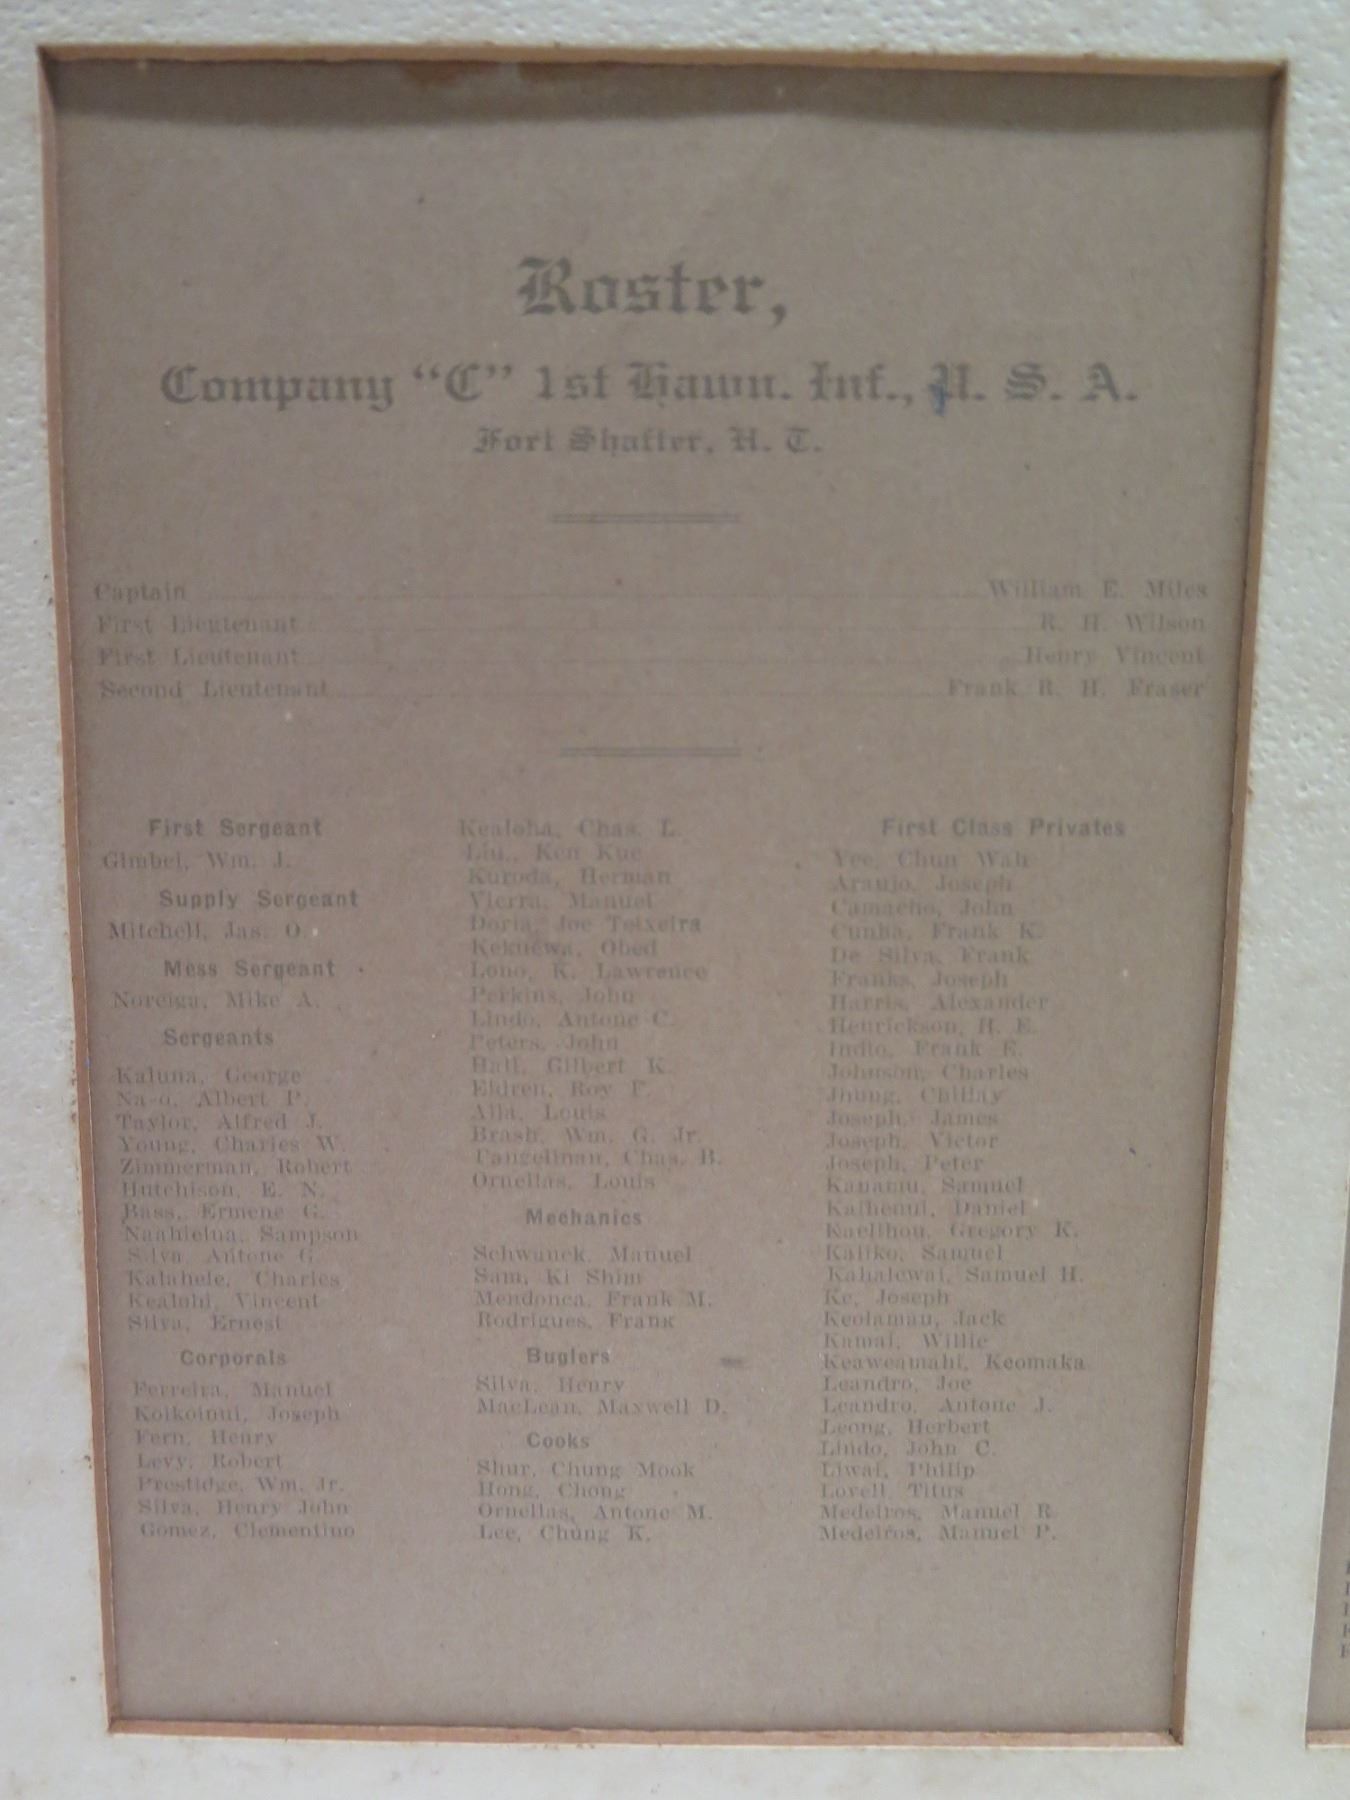 Roster,
Company "C" 1st Hawn. Inf., U. S. A.
Fort Shafter, H. T.
Captain William E. Miles
First Lieutenant R. H. Wilson
First Lieutenant Henry Vincent
Second Lieutenant Frank R. H. Fraser
First Sergeant
Gimbel, Wm. J.
Supply Sergeant
Mitchell, Jas. O.
Mess Sergeant
Noreiga, Mike A.
Sergeants
Kaluna, George
Na-o, Albert P.
Taylor, Alfred J.
Young, Charles W.
Zimmerman, Robert
Hutchison, E. N.
Bass, Ermene G.
Naahielua, Sampson
Silva, Antone G.
Kalahele, Charles
Kealohi, Vincent
Silva, Ernest
Corporals
Ferreira, Manuel
Koikoinui, Joseph
Fern, Henry
Levy, Robert
Prestidge, Wm. Jr.
Silva, Henry John
Gomez, Clementino
Kealoha, Chas. L.
Liu., Ken Kue
Kuroda, Herman
Vierra, Manuel
Doria, Joe Teixeira
Kekuewa, Obed
Lono, K. Lawrence
Perkins, John
Lindo, Antone C.
Peters, John
Hall, Gilbert K.
Eldren, Roy F.
Alla, Louis
Brash, Wm. G. Jr.
Pangelinan, Chas. B.
Ornellas, Louis
Mechanics
Schwanek, Manuel
Sam, Ki Shim
Mendonca, Frank M.
Rodrigues, Frank
Buglers
Silva, Henry
MacLean, Maxwell D.
Cooks
Shur, Chung Mook
Hong, Chong
Ornellas, Antone M.
Lee, Chung K.
First Class Privates
Yee, Chun Wah
Araujo, Joseph
Camacho, John
Cunha, Frank K.
De Silva, Frank
Franks, Joseph
Harris, Alexander
Henrickson, H. E.
Indio, Frank E.
Johnson, Charles
Jhung, Chillay
Joseph, James
Joseph, Victor
Joseph, Peter
Kananu, Samuel
Kaihenui, Daniel
Kaelihou, Gregory K.
Kaliko, Samuel
Kahalewai, Samuel H.
Ke, Joseph
Keolamau, Jack
Kamai, Willie
Keaweamahi, Keomaka
Leandro, Joe
Leandro, Antone J.
Leong, Herbert
Lindo, John C.
Liwai, Philip
Lovell, Titus
Medeiros, Manuel R.
Medeiros, Manuel P.